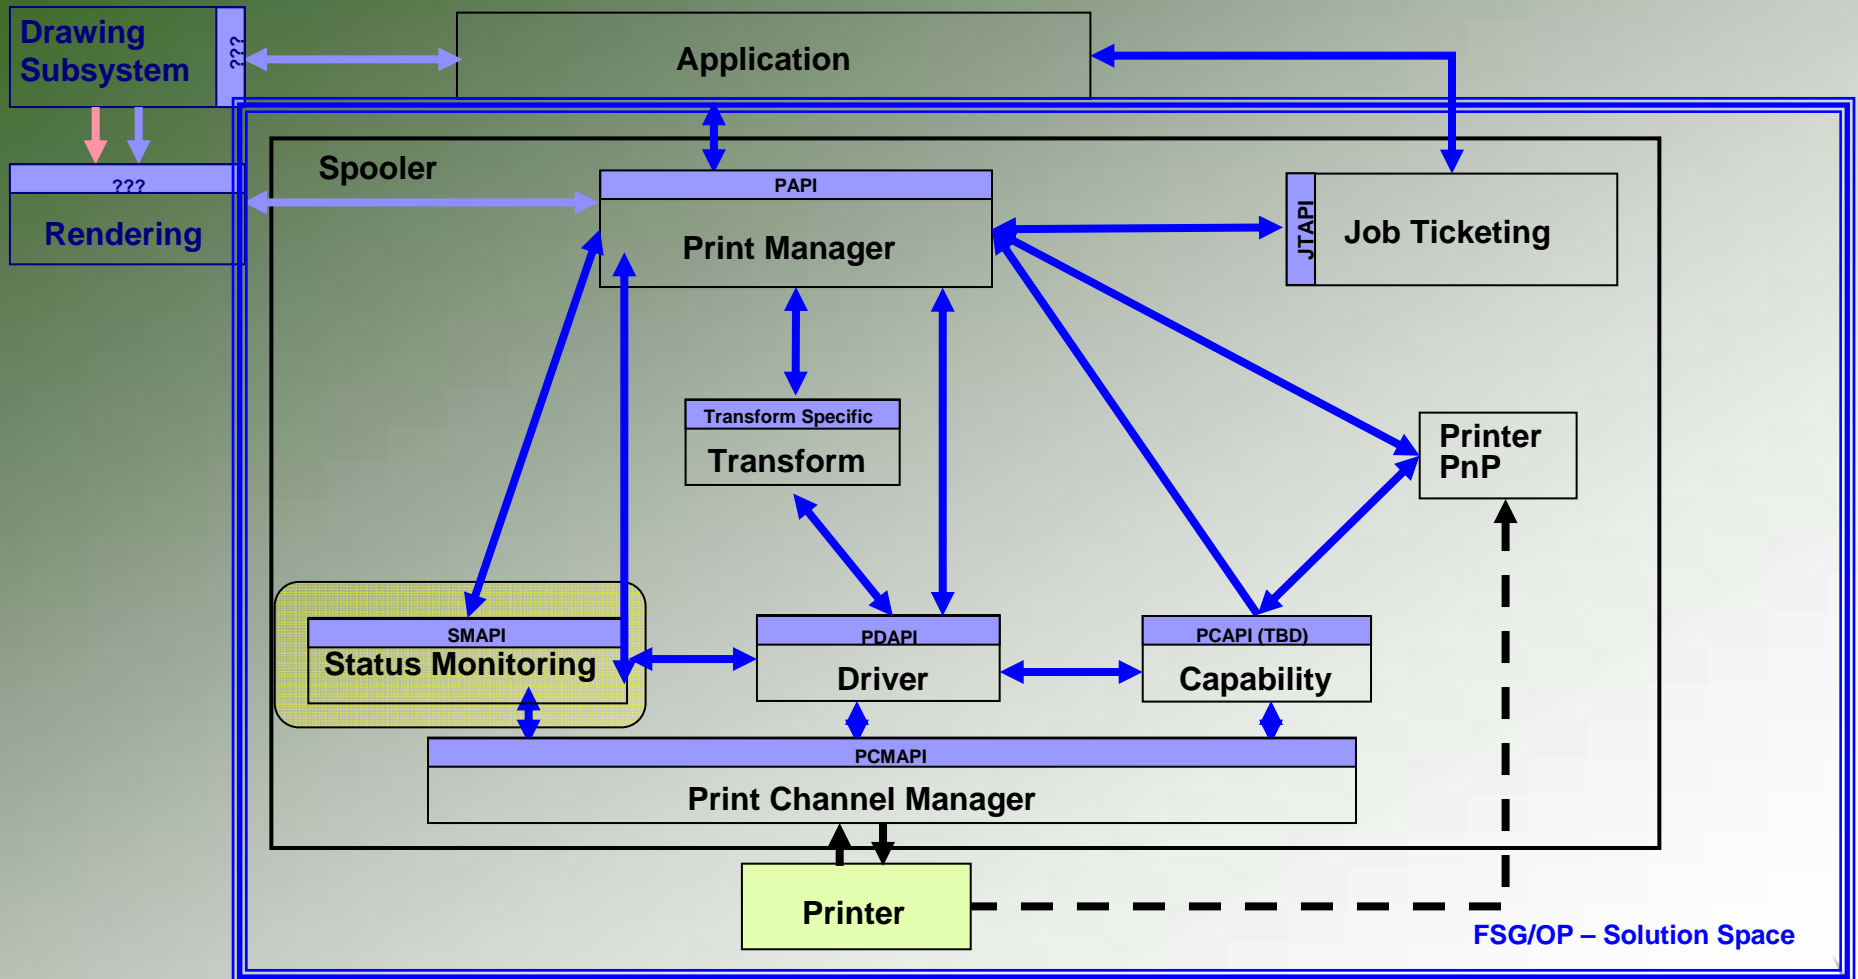 Drawing
Subsystem
???
Application
???
Rendering
Spooler
PAPI
Print Manager
JTAPI
Job Ticketing
Transform Specific
Transform
Printer
PnP
SMAPI
Status Monitoring
PDAPI
Driver
PCAPI (TBD)
Capability
PCMAPI
Print Channel Manager
Printer
FSG/OP – Solution Space